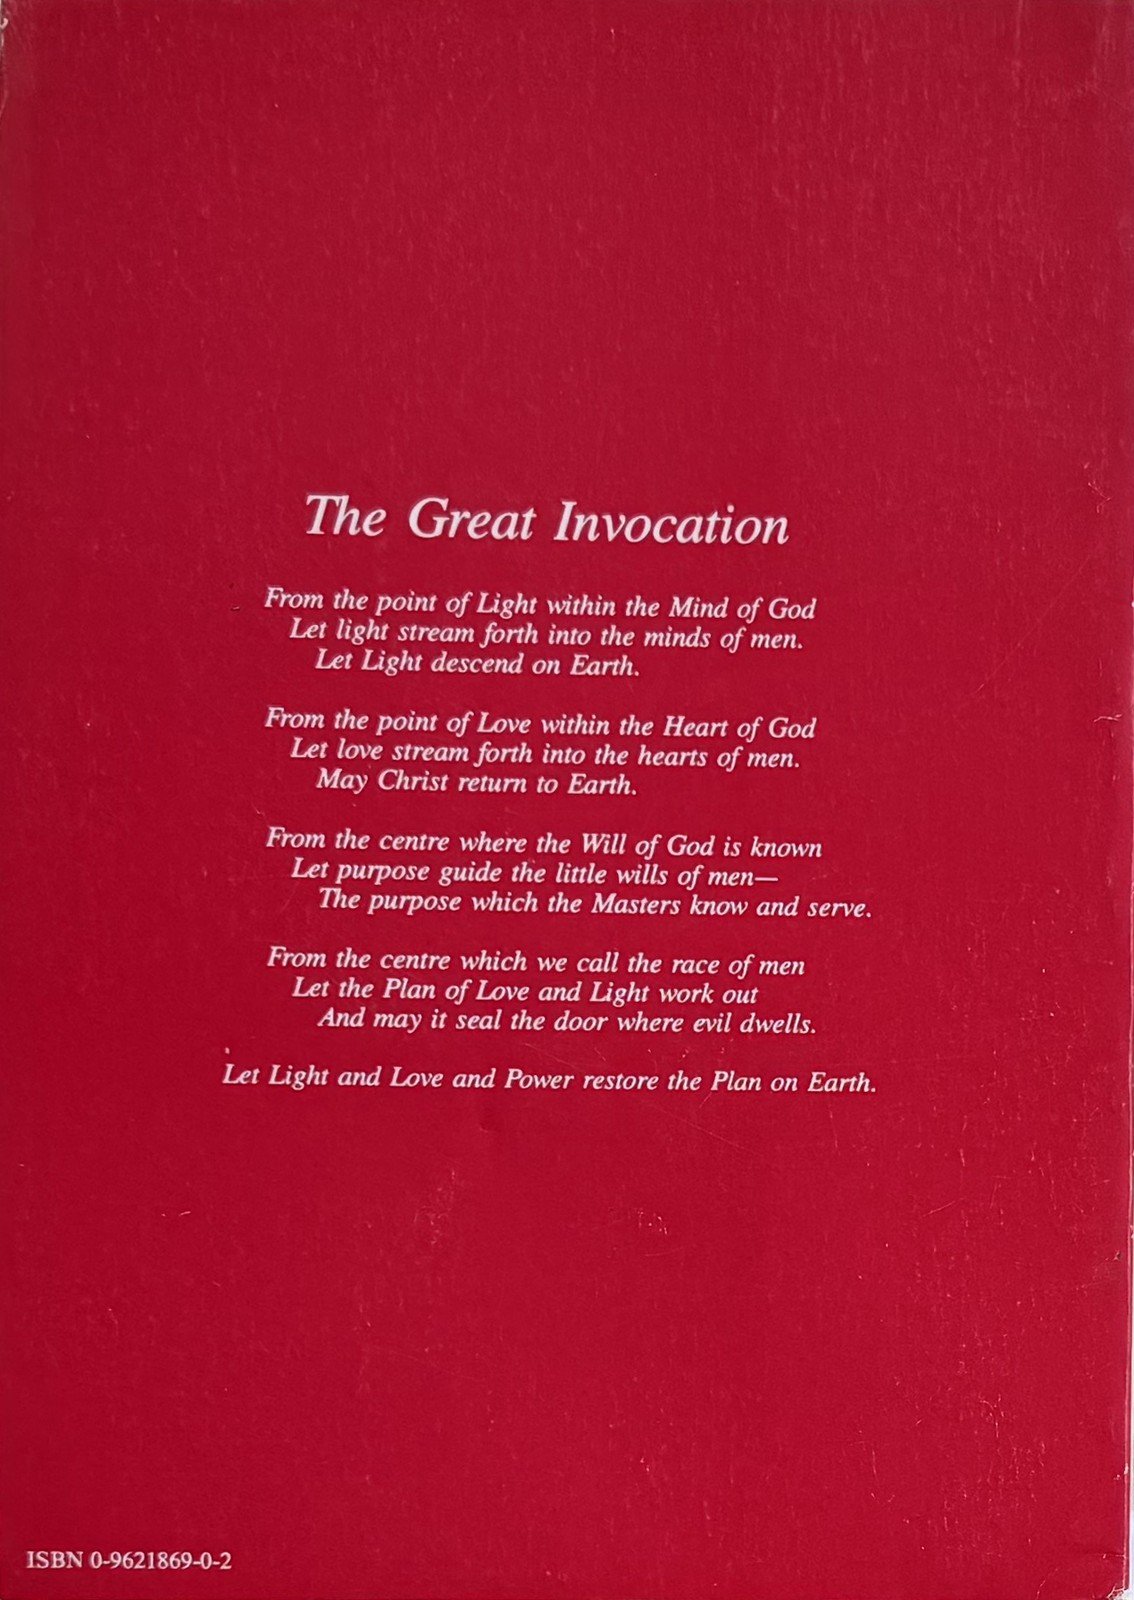 The Great Invocation
From the point of Light within the Mind of God
Let light stream forth into the minds of men.
Let Light descend on Earth.
From the point of Love within the Heart of God
Let love stream forth into the hearts of men.
May Christ return to Earth.
From the centre where the Will of God is known
Let purpose guide the little wills of men—
The purpose which the Masters know and serve.
From the centre which we call the race of men
Let the Plan of Love and Light work out
And may it seal the door where evil dwells.
Let Light and Love and Power restore the Plan on Earth.
ISBN 0-9621869-0-2